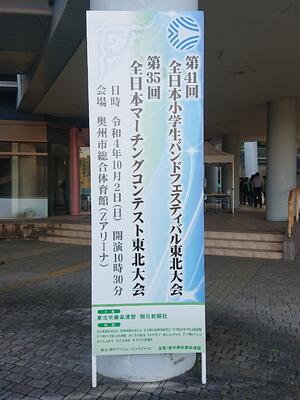 第41回
全日本小学生バンドフェスティバル東北大会
第35回
全日本マーチングコンテスト東北大会
日時 令和4年10月2日(日) 開演10時30分
会場 奥州市総合体育館(Zアリーナ)
主催
東北吹奏楽連盟 朝日新聞社